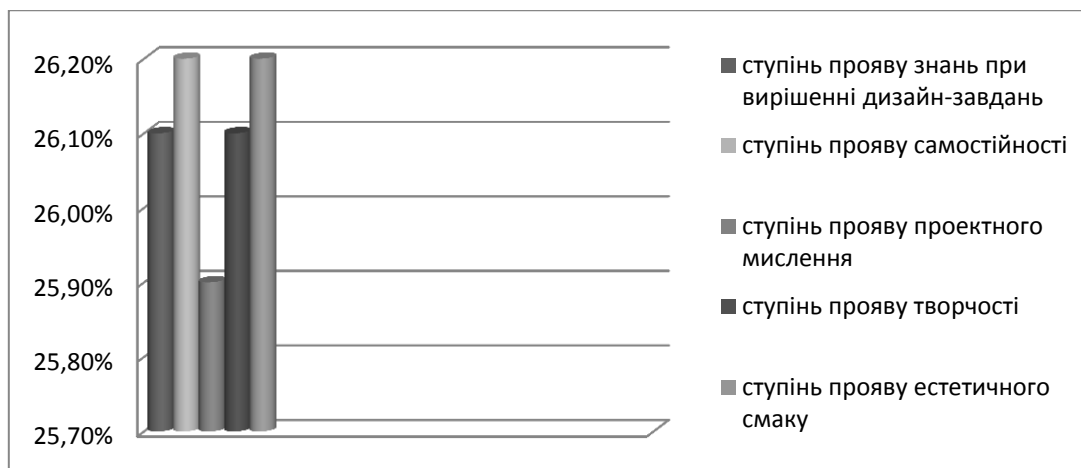 26,20%
26,10%
26,00%
25,90%
25,80%
25,70%
ступінь прояву знань при
вирішенні дизайн-завдань
ступінь прояву самостійності
ступінь прояву проектного
мислення
ступінь прояву творчості
ступінь прояву естетичного
смаку